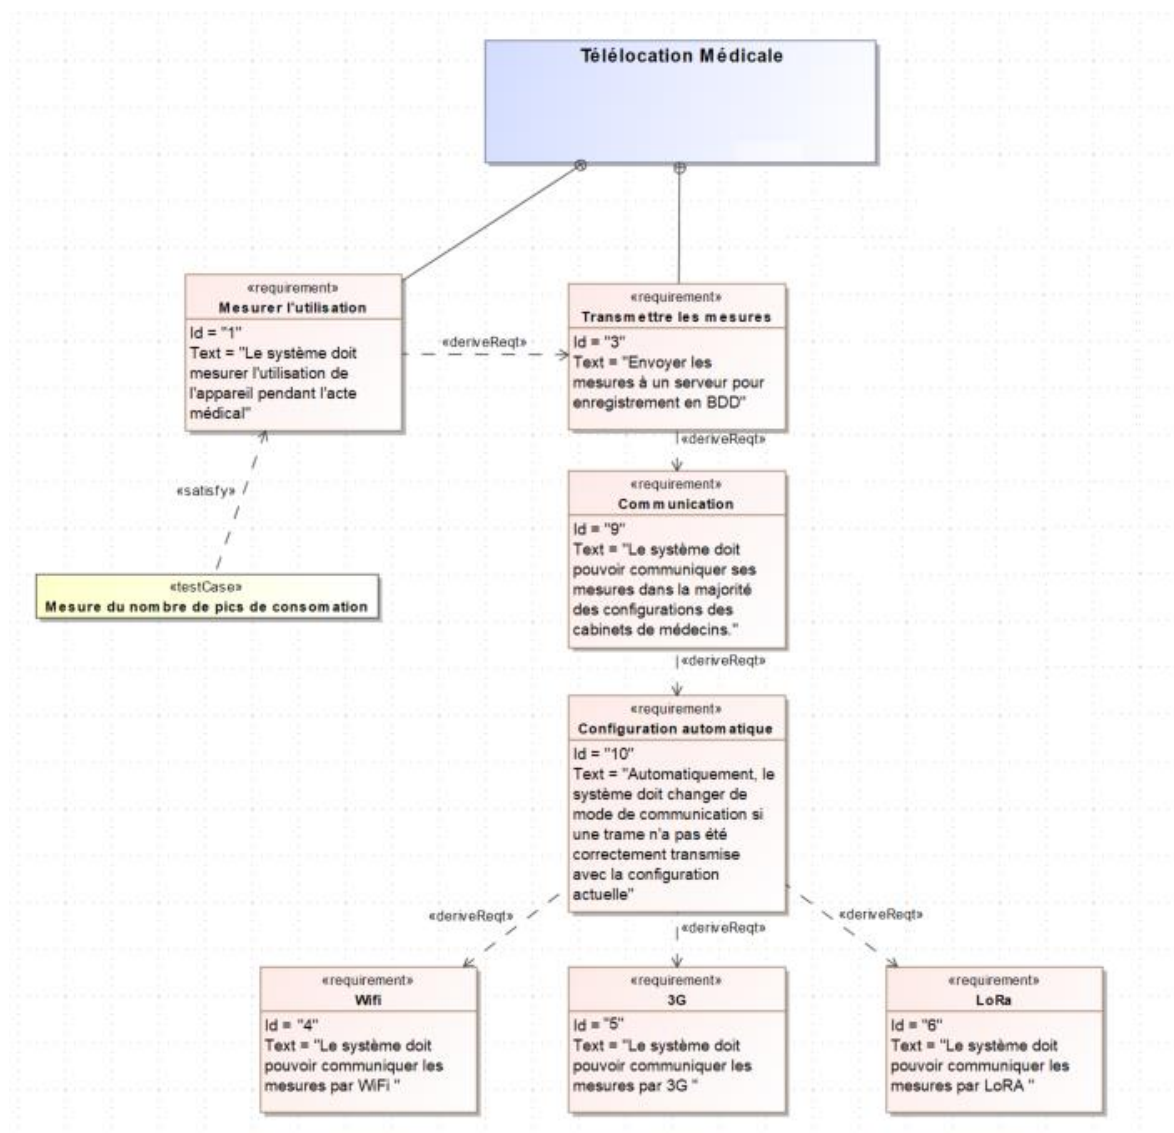 Télélocation Médicale
«requirement»
Mesurer l'utilisation
Id = "1"
Text = "Le système doit
mesurer l'utilisation de
l'appareil pendant l'acte
médical"
«deriveReqt»
«requirement»
Transmettre les mesures
Id = "3"
Text = "Envoyer les
mesures à un serveur pour
enregistrement en BDD"
«deriveReqt»
«satisfy»
«testCase»
Mesure du nombre de pics de consomation
«requirement»
Communication
Id = "9"
Text = "Le système doit
pouvoir communiquer ses
mesures dans la majorité
des configurations des
cabinets de médecins."
«deriveReqt»
«requirement»
Configuration automatique
Id = "10"
Text = "Automatiquement, le
système doit changer de
mode de communication si
une trame n'a pas été
correctement transmise
avec la configuration
actuelle"
«deriveReqt»
«deriveReqt»
«deriveReqt»
«requirement»
Wifi
Id = "4"
Text = "Le système doit
pouvoir communiquer les
mesures par WiFi "
«requirement»
3G
Id = "5"
Text = "Le système doit
pouvoir communiquer les
mesures par 3G "
«requirement»
LoRa
Id = "6"
Text = "Le système doit
pouvoir communiquer les
mesures par LoRA "